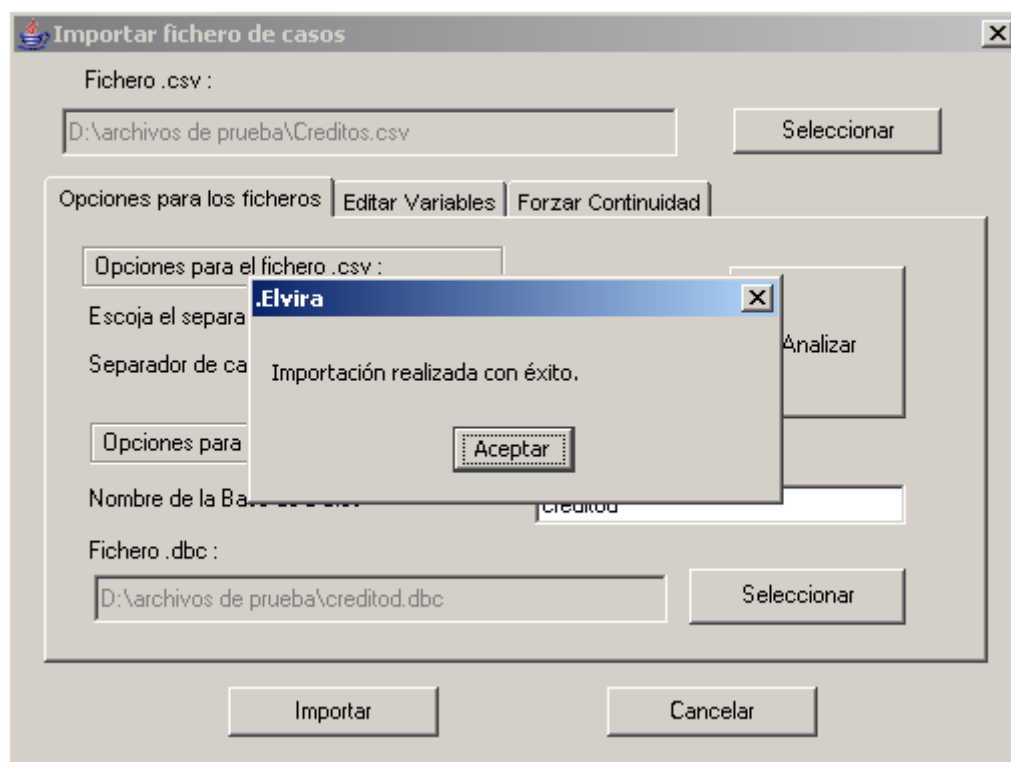 Importar fichero de casos
Fichero .csv :
D:\archivos de prueba\Creditos.csv
Seleccionar
Opciones para los ficheros
Editar Variables
Forzar Continuidad
Opciones para el fichero .csv :
.Elvira
Escoja el separa
Analizar
Separador de ca
Importación realizada con éxito.
Opciones para
Aceptar
Nombre de la
creditod
Fichero .dbc :
D:\archivos de prueba\creditod.dbc
Seleccionar
Importar
Cancelar